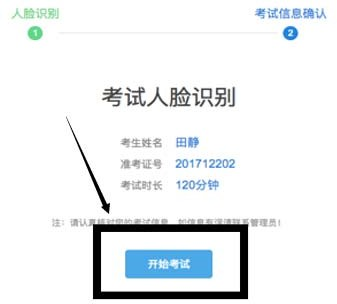 人脸识别 考试信息确认
1 2
考试人脸识别
考生姓名 田静
准考证号 201712202
考试时长 120分钟
注：请认真核对您的考试信息，如信息有误请联系管理员！
开始考试